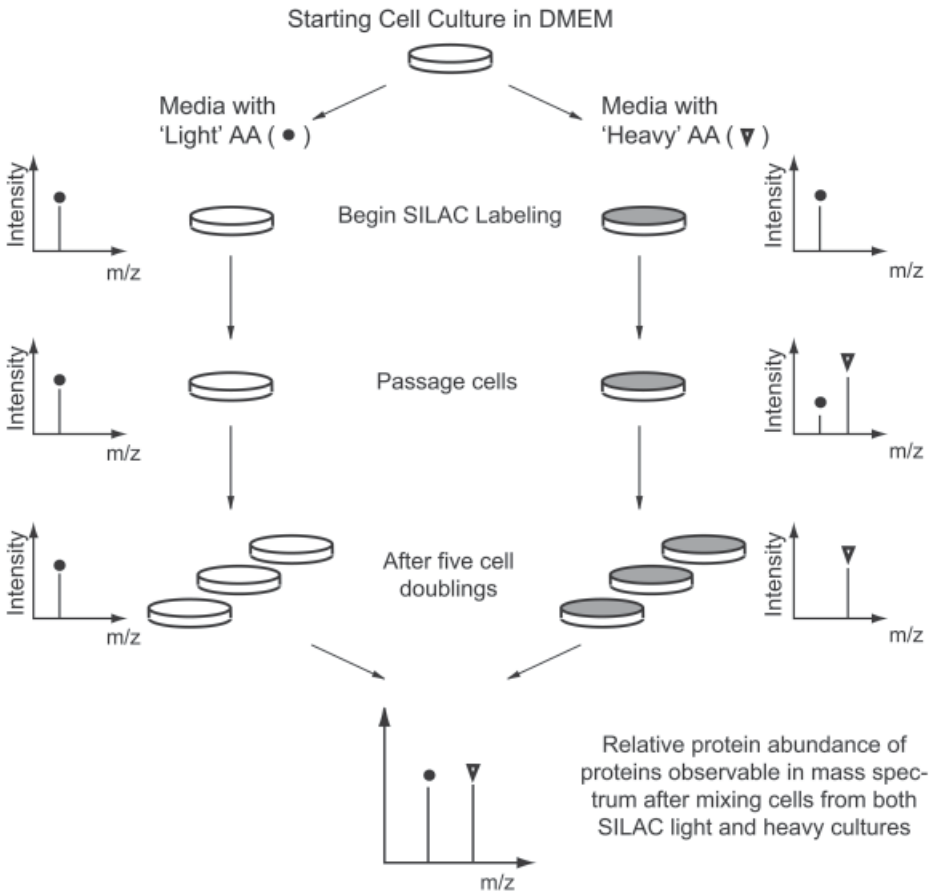 Starting Cell Culture in DMEM
Media with
‘Light’ AA ( ● )
Media with
‘Heavy’ AA ( ▼ )
Intensity
m/z
Begin SILAC Labeling
Intensity
m/z
Intensity
m/z
Passage cells
Intensity
m/z
Intensity
m/z
After five cell
doublings
Intensity
m/z
Relative protein abundance of
proteins observable in mass spec-
trum after mixing cells from both
SILAC light and heavy cultures
m/z